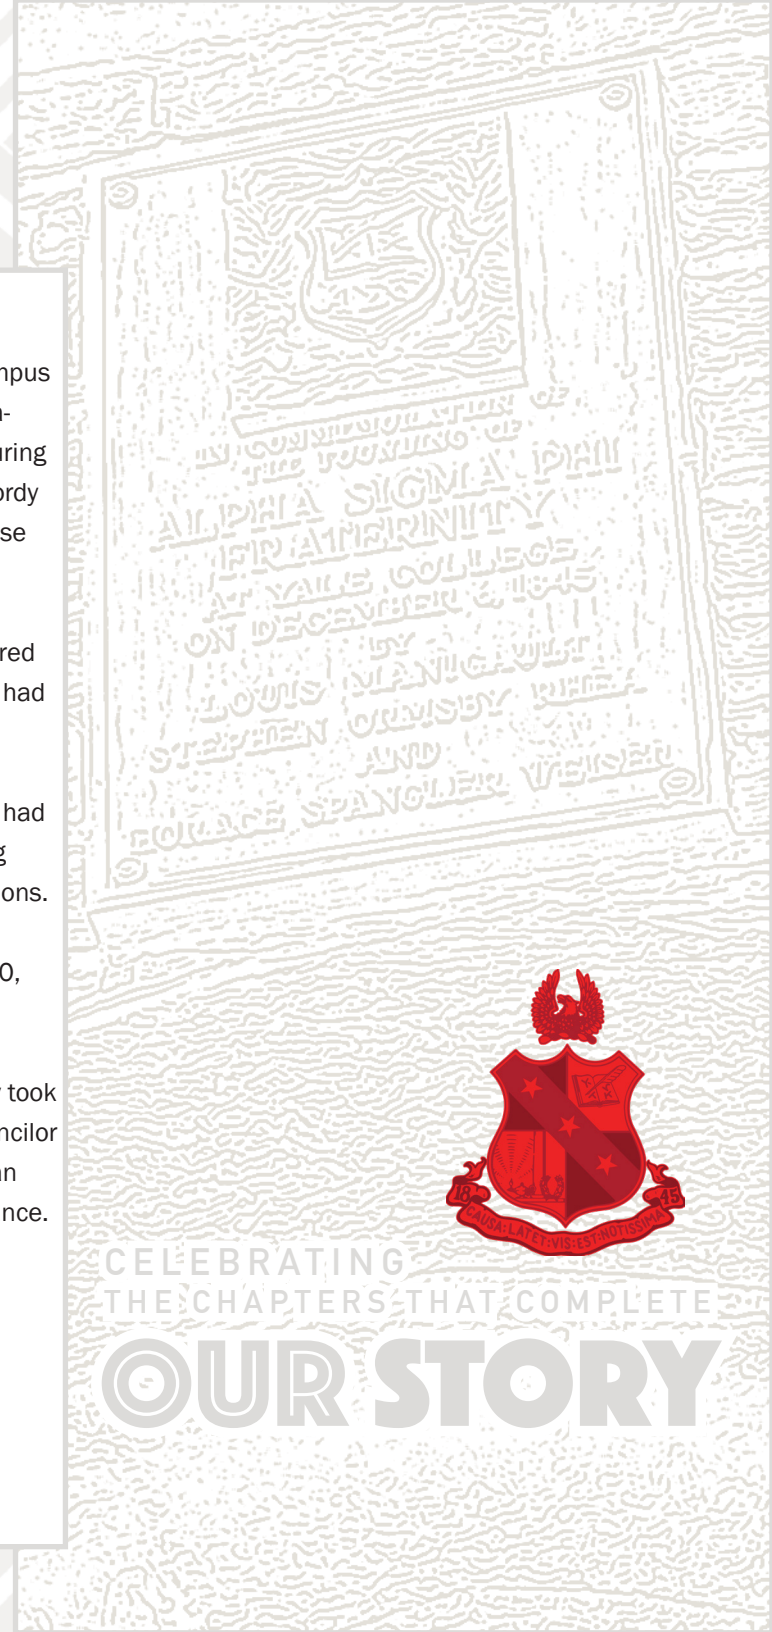 mpus
a-
uring
ordy
se
red
had
had
g
ons.
0,
took
ncilor
an
nce.
IN COMMEMORATION OF
THE FOUNDING OF
ALPHA SIGMA PHI
FRATERNITY
AT YALE COLLEGE
ON DECEMBER 6, 1845
BY
LOUIS MANIGAULT
STEPHEN ORMSBY RHEA
AND
HORACE SPANGLER WEISER
18
45
CAUSA:LATET:VIS:EST:NOTISSIMA
CELEBRATING
THE CHAPTERS THAT COMPLETE
OUR STORY